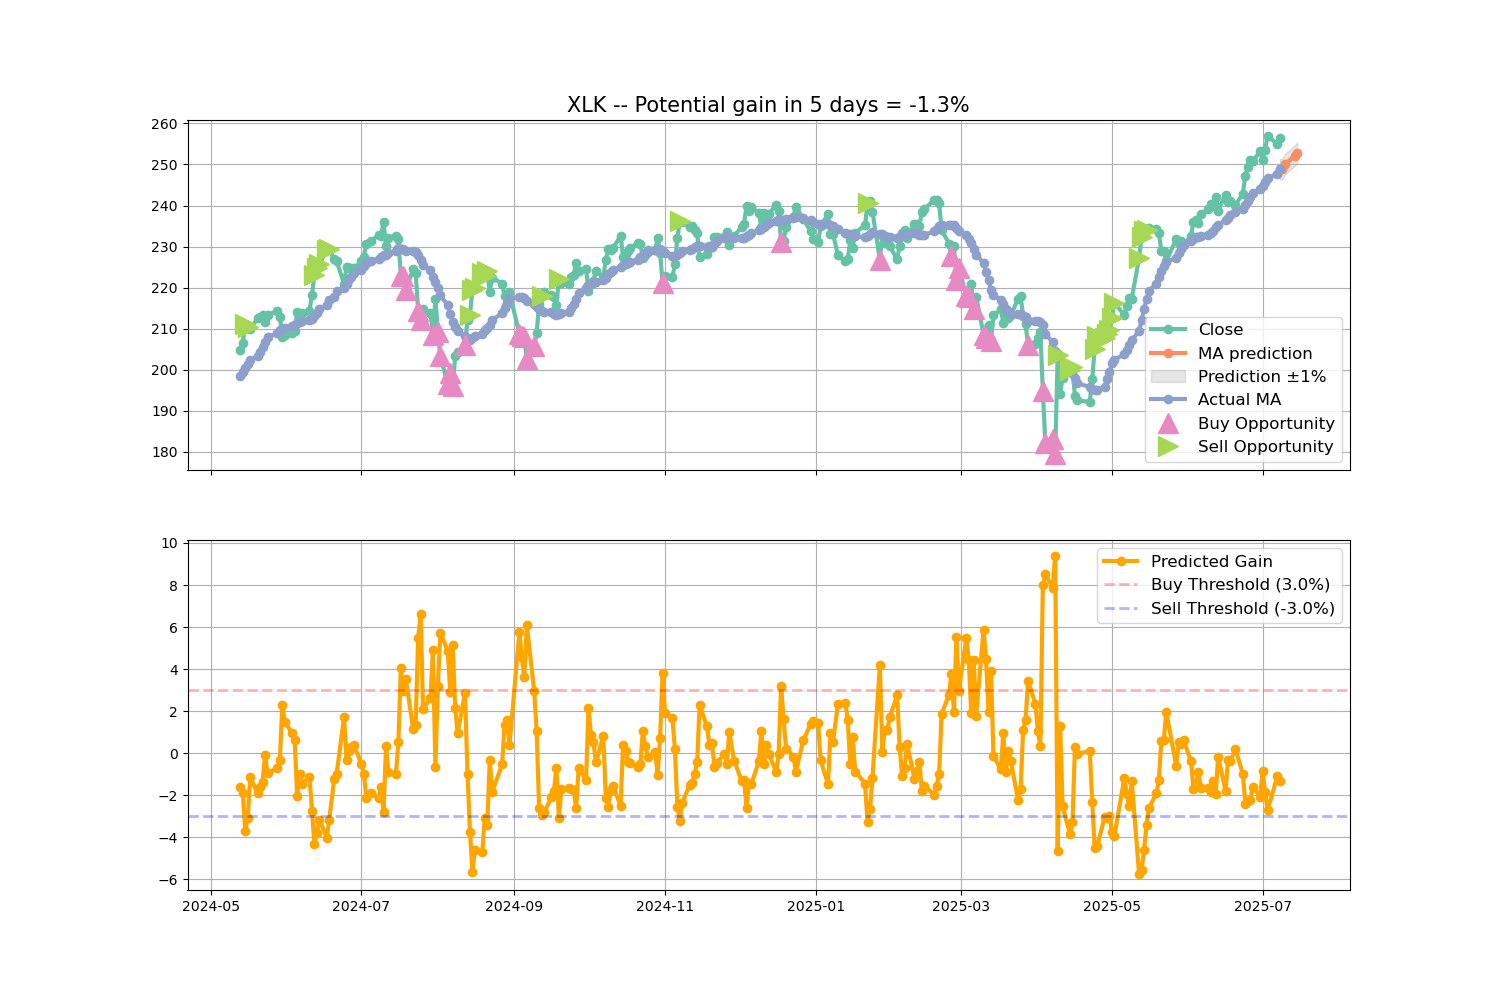 XLK -- Potential gain in 5 days = -1.3%
260
250
240
230
220
210
200
190
180
Close
MA prediction
Prediction ±1%
Actual MA
Buy Opportunity
Sell Opportunity
10
8
6
4
2
0
−2
−4
−6
Predicted Gain
Buy Threshold (3.0%)
Sell Threshold (-3.0%)
2024-05
2024-07
2024-09
2024-11
2025-01
2025-03
2025-05
2025-07